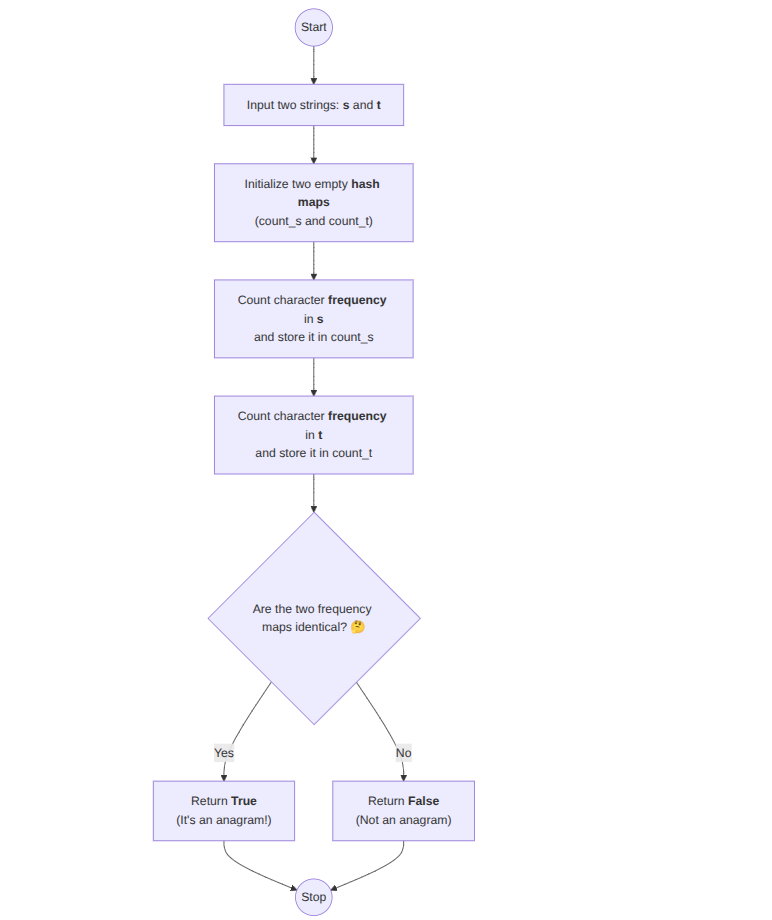 Start
Input two strings: s and t
Initialize two empty hash
maps
(count_s and count_t)
Count character frequency
in s
and store it in count_s
Count character frequency
in t
and store it in count_t
Are the two frequency
maps identical? 🤔
Yes
No
Return True
(It's an anagram!)
Return False
(Not an anagram)
Stop